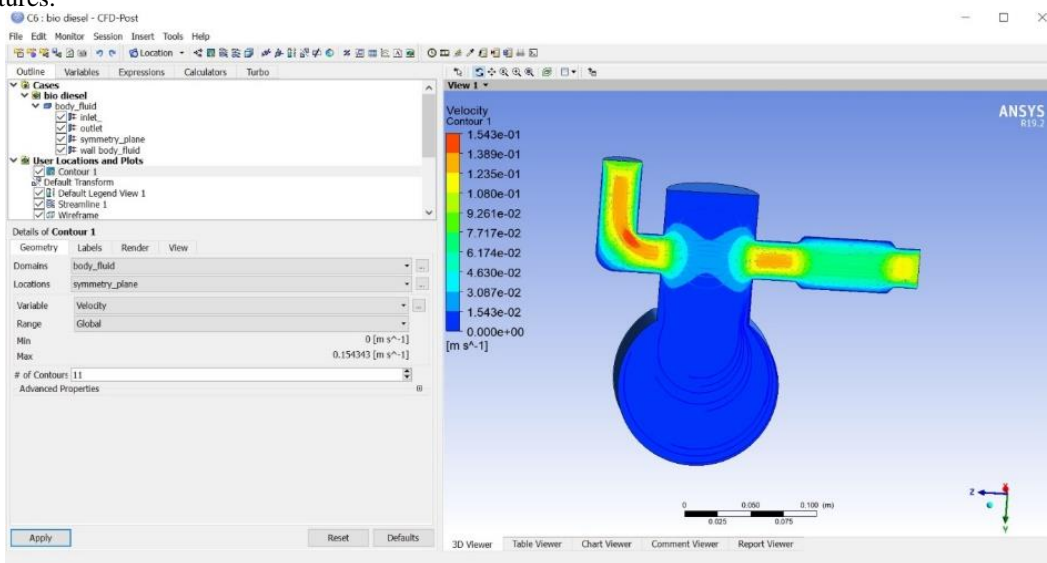 tures.
C6 : bio diesel - CFD-Post
File Edit Monitor Session Insert Tools Help
Location
Outline Variables Expressions Calculators Turbo
Cases
bio diesel
body_fluid
inlet_
outlet
symmetry_plane
wall body_fluid
User Locations and Plots
Contour 1
Default Transform
Default Legend View 1
Streamline 1
Wireframe
Details of Contour 1
Geometry Labels Render View
Domains body_fluid
Locations symmetry_plane
Variable Velocity
Range Global
Min 0 [m s^-1]
Max 0.154343 [m s^-1]
# of Contours 11
Advanced Properties
Apply Reset Defaults
View 1
Velocity
Contour 1
1.543e-01
1.389e-01
1.235e-01
1.080e-01
9.261e-02
7.717e-02
6.174e-02
4.630e-02
3.087e-02
1.543e-02
0.000e+00
[m s^-1]
ANSYS
R19.2
0 0.050 0.100 (m)
0.025 0.075
Z
X
Y
3D Viewer Table Viewer Chart Viewer Comment Viewer Report Viewer